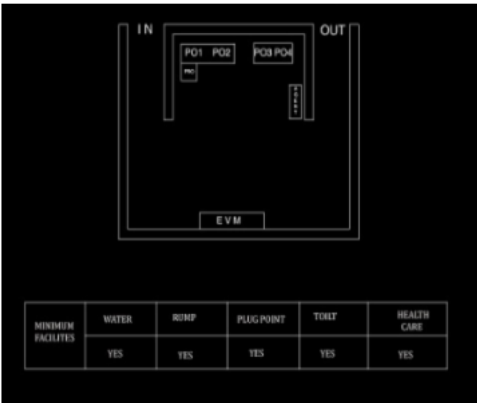 IN OUT
PO1 PO2 PO3 PO4
PRO
EVM
MINIMUM FACILITES WATER RUMP PLUG POINT TOILT HEALTH CARE
YES YES YES YES YES